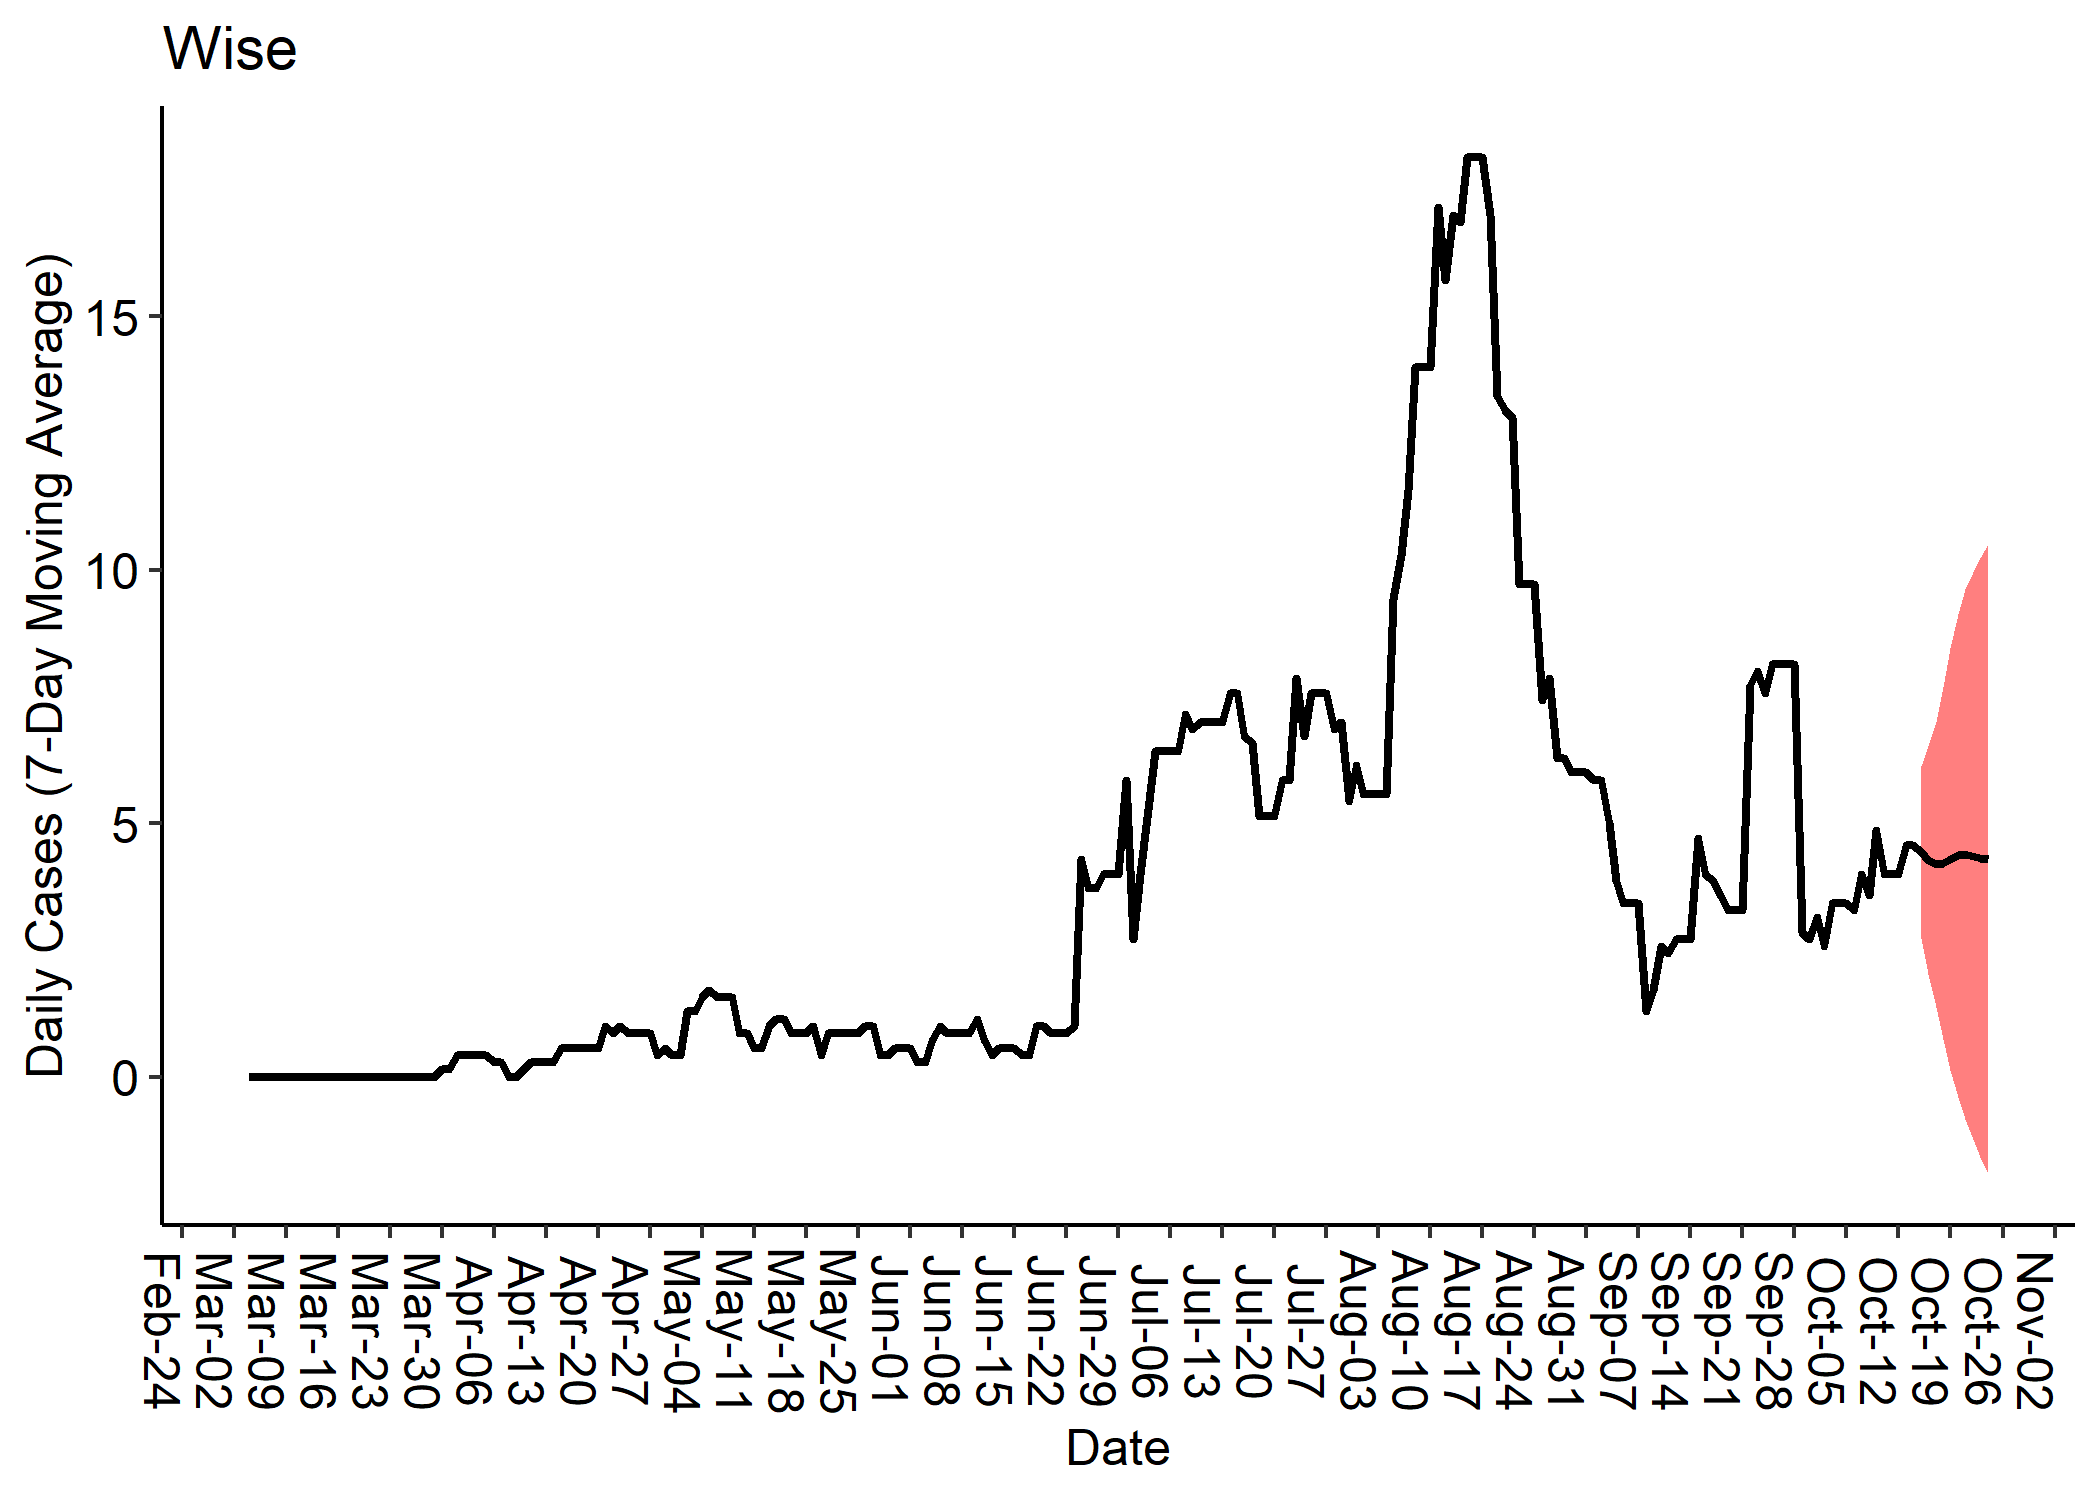 Wise
Daily Cases (7-Day Moving Average)
15
10
5
0
Feb-24
Mar-02
Mar-09
Mar-16
Mar-23
Mar-30
Apr-06
Apr-13
Apr-20
Apr-27
May-04
May-11
May-18
May-25
Jun-01
Jun-08
Jun-15
Jun-22
Jun-29
Jul-06
Jul-13
Jul-20
Jul-27
Aug-03
Aug-10
Aug-17
Aug-24
Aug-31
Sep-07
Sep-14
Sep-21
Sep-28
Oct-05
Oct-12
Oct-19
Oct-26
Nov-02
Date